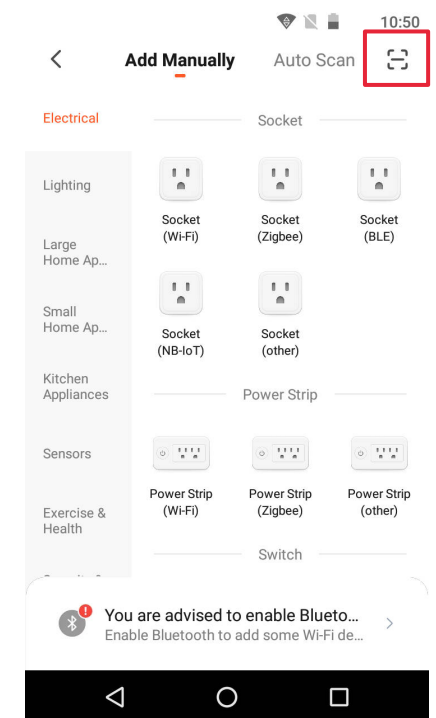 10:50
Add Manually
Auto Scan
Electrical
Lighting
Large
Home Ap...
Small
Home Ap...
Kitchen
Appliances
Sensors
Exercise &
Health
Socket
Socket
(Wi-Fi)
Socket
(Zigbee)
Socket
(BLE)
Socket
(NB-IoT)
Socket
(other)
Power Strip
Power Strip
(Wi-Fi)
Power Strip
(Zigbee)
Power Strip
(other)
Switch
You are advised to enable Blueto...
Enable Bluetooth to add some Wi-Fi de...